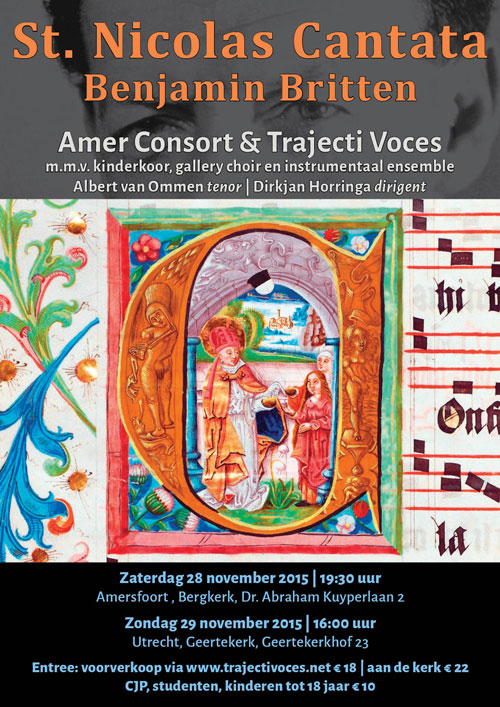 St. Nicolas Cantata
Benjamin Britten
Amer Consort & Trajecti Voces
m.m.v. kinderkoor, gallery choir en instrumentaal ensemble
Albert van Ommen tenor | Dirkjan Horringa dirigent
hi
Onfi
la
Zaterdag 28 november 2015 | 19:30 uur
Amersfoort , Bergkerk, Dr. Abraham Kuyperlaan 2
Zondag 29 november 2015 | 16:00 uur
Utrecht, Geertekerk, Geertekerkhof 23
Entree: voorverkoop via www.trajectivoces.net € 18 | aan de kerk € 22
CJP, studenten, kinderen tot 18 jaar € 10